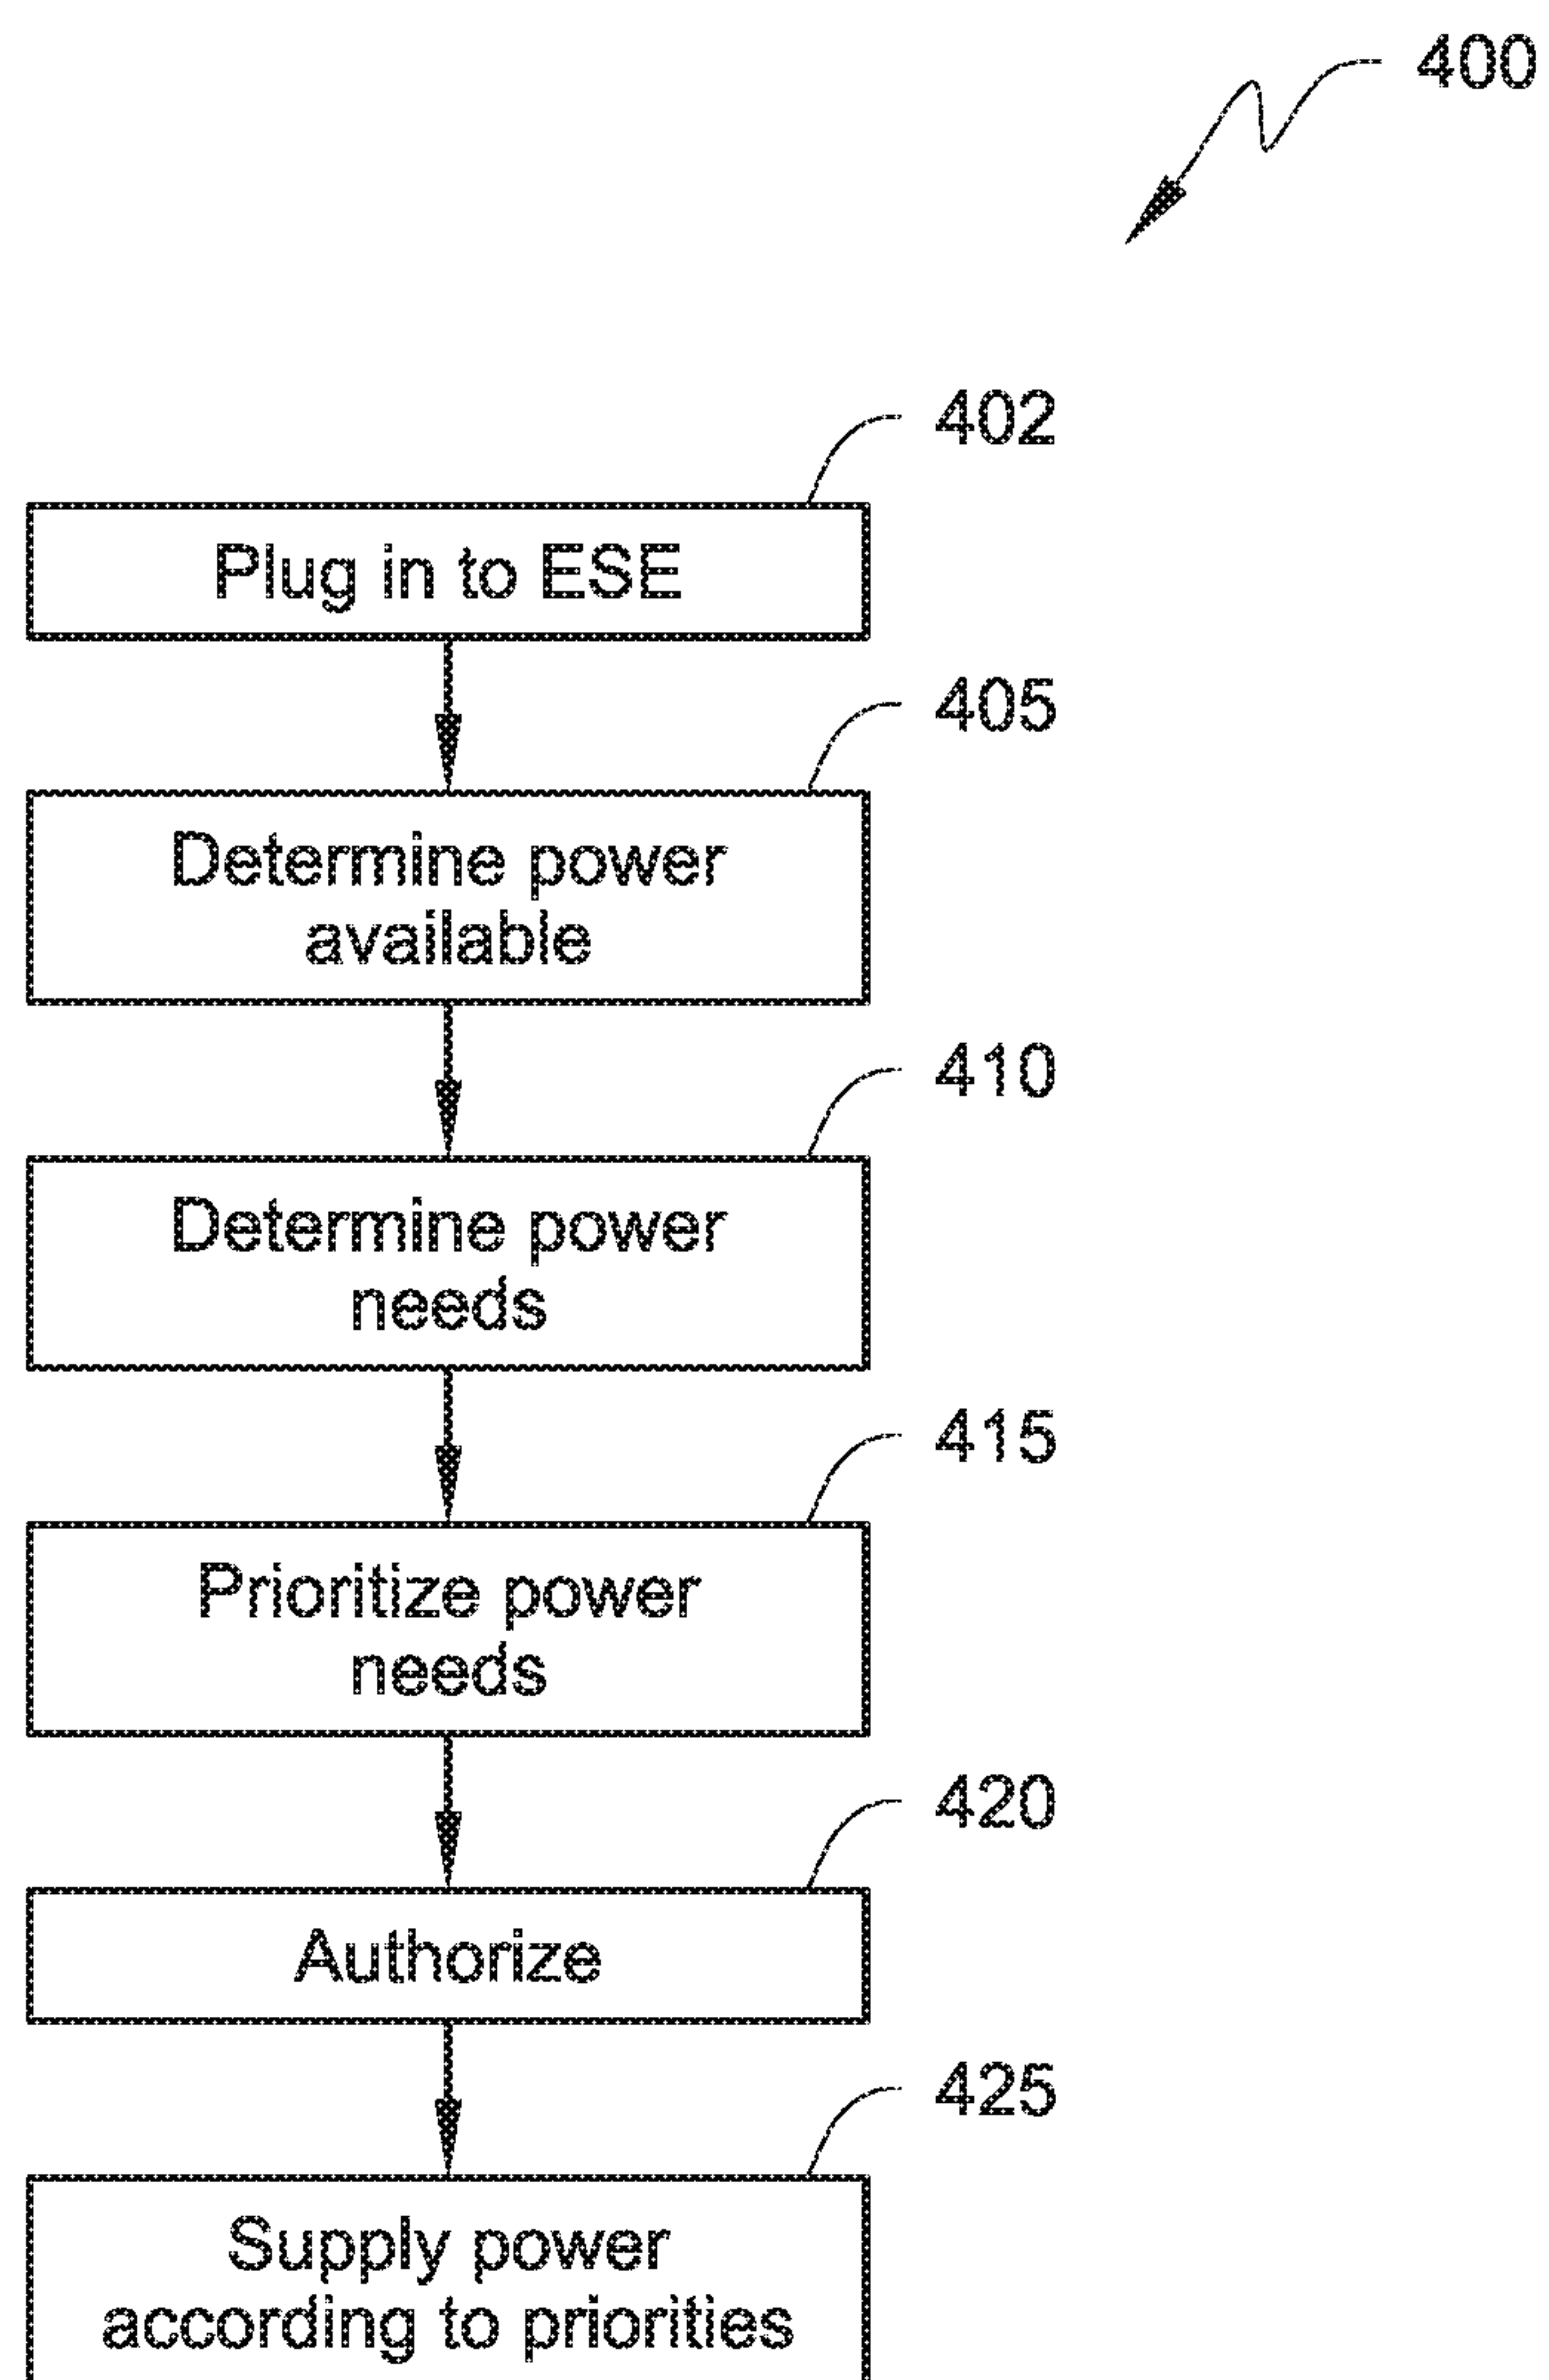 400
402
Plug in to ESE
405
Determine power
available
410
Determine power
needs
415
Prioritize power
needs
420
Authorize
425
Supply power
according to priorities